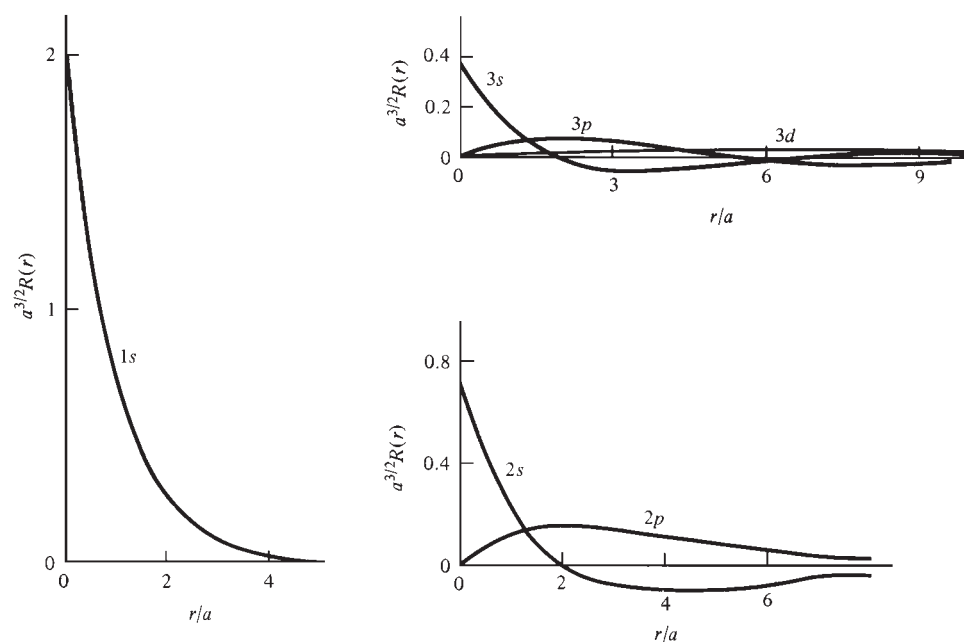 2
1
0
a^{3/2}R(r)
1s
0 2 4
r/a
0.4
0.2
0
a^{3/2}R(r)
3s
3p
3d
0 3 6 9
r/a
0.8
0.4
0
a^{3/2}R(r)
2s
2p
0 2 4 6
r/a